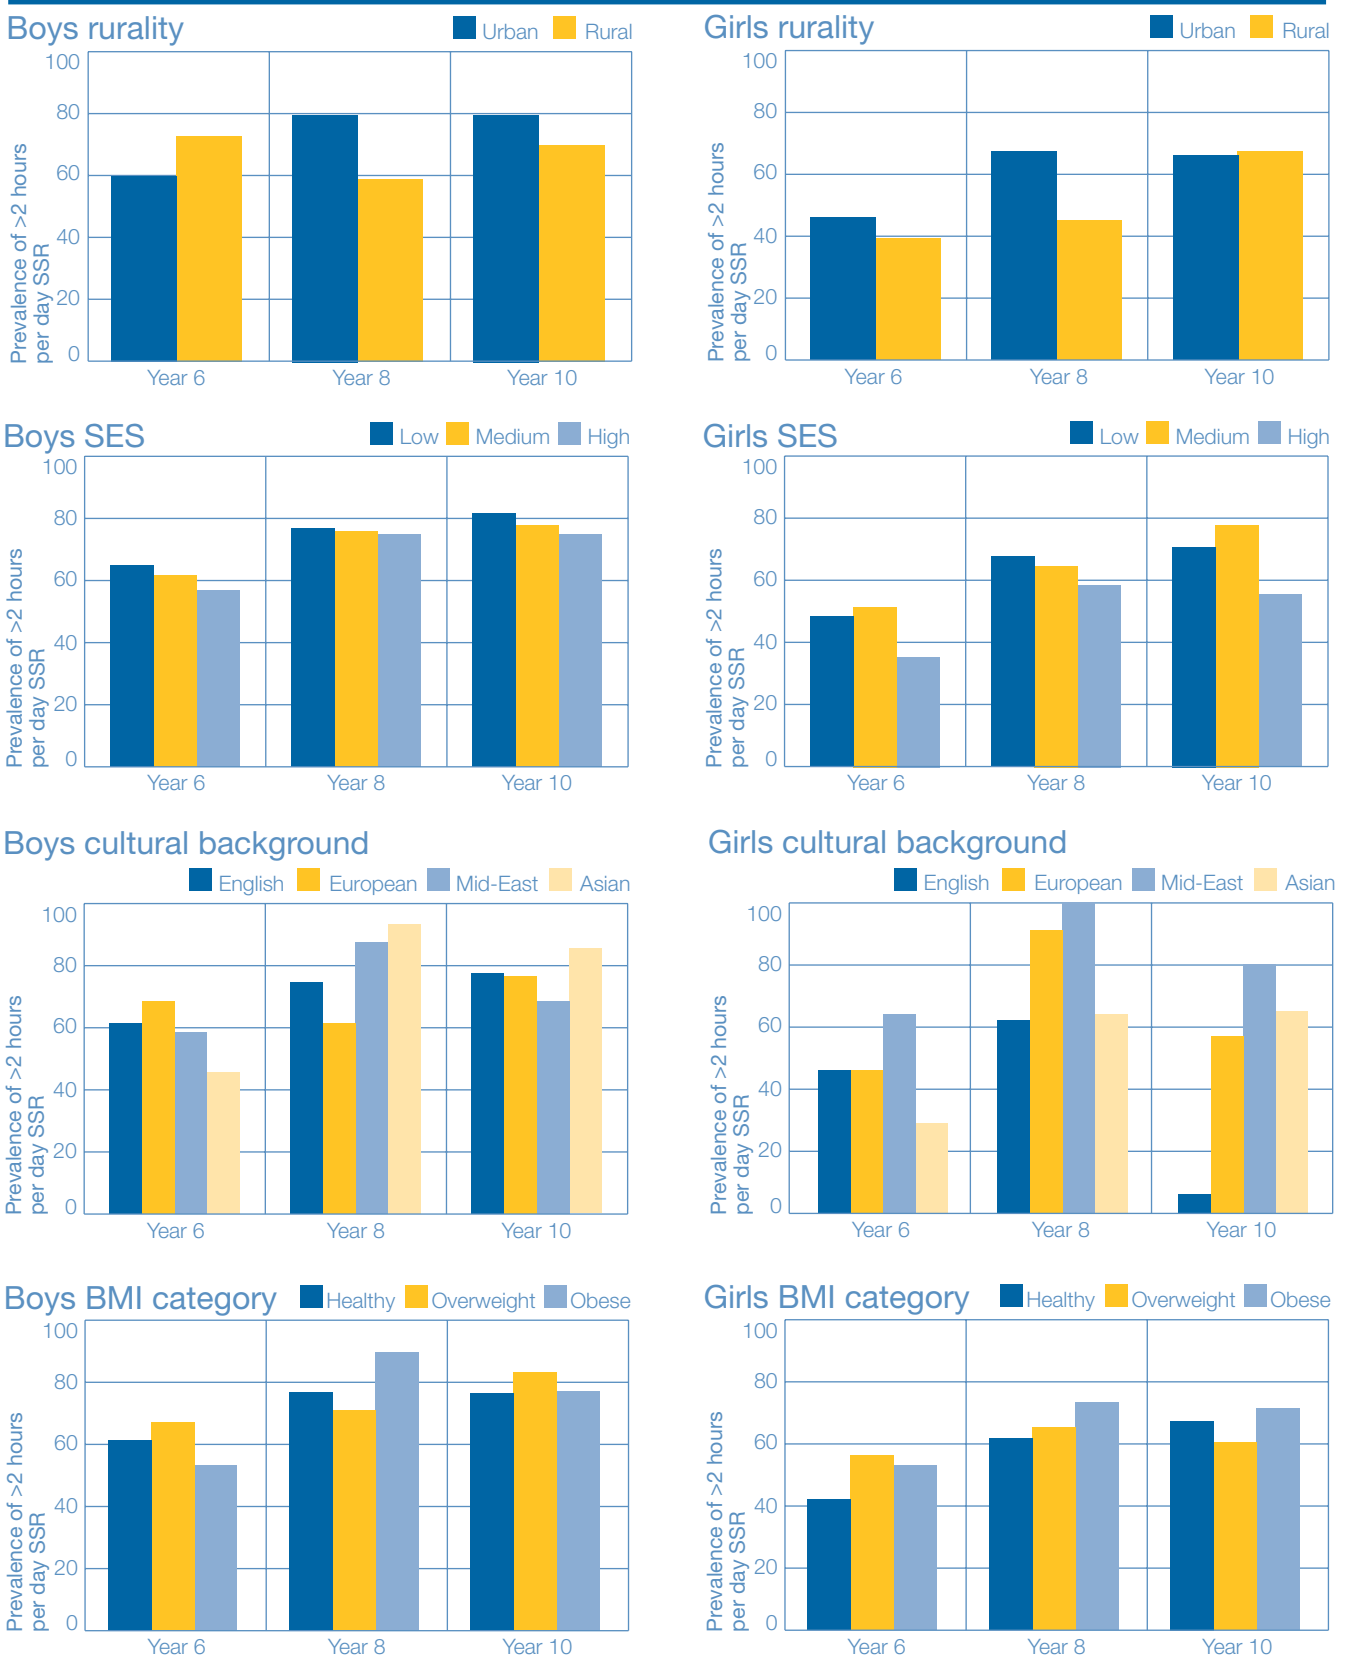 Boys rurality
Urban Rural
100
80
60
40
20
0
Prevalence of >2 hours
per day SSR
Year 6 Year 8 Year 10
Girls rurality
Urban Rural
100
80
60
40
20
0
Prevalence of >2 hours
per day SSR
Year 6 Year 8 Year 10
Boys SES
Low Medium High
100
80
60
40
20
0
Prevalence of >2 hours
per day SSR
Year 6 Year 8 Year 10
Girls SES
Low Medium High
100
80
60
40
20
0
Prevalence of >2 hours
per day SSR
Year 6 Year 8 Year 10
Boys cultural background
English European Mid-East Asian
100
80
60
40
20
0
Prevalence of >2 hours
per day SSR
Year 6 Year 8 Year 10
Girls cultural background
English European Mid-East Asian
100
80
60
40
20
0
Prevalence of >2 hours
per day SSR
Year 6 Year 8 Year 10
Boys BMI category
Healthy Overweight Obese
100
80
60
40
20
0
Prevalence of >2 hours
per day SSR
Year 6 Year 8 Year 10
Girls BMI category
Healthy Overweight Obese
100
80
60
40
20
0
Prevalence of >2 hours
per day SSR
Year 6 Year 8 Year 10